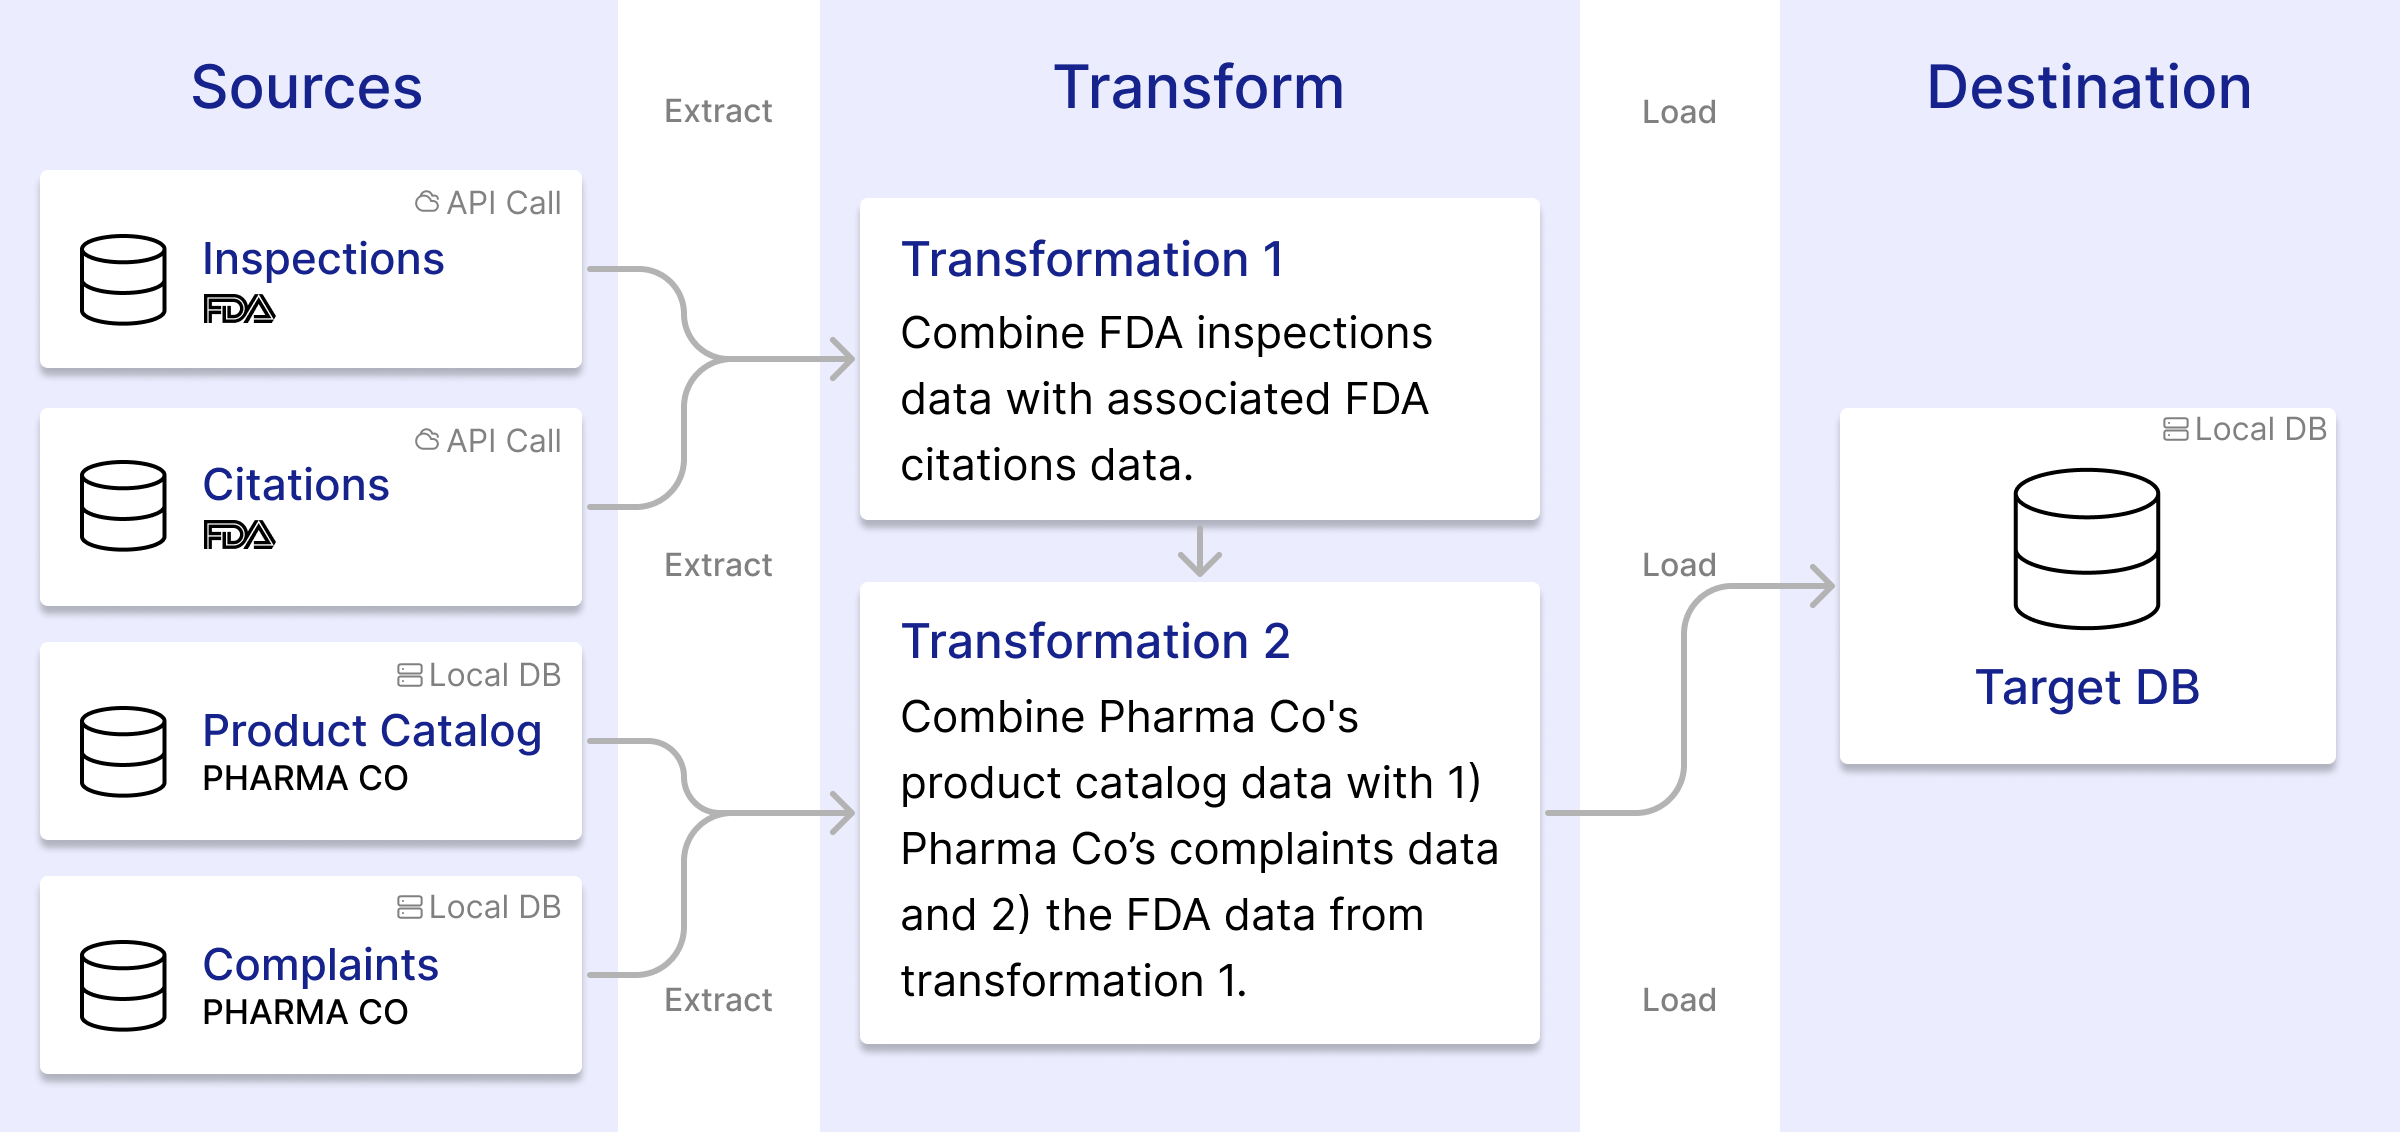 Sources
Extract
Transform
Load
Destination
API Call
Inspections
FDA
API Call
Citations
FDA
Local DB
Product Catalog
PHARMA CO
Local DB
Complaints
PHARMA CO
Extract
Extract
Transformation 1
Combine FDA inspections
data with associated FDA
citations data.
Transformation 2
Combine Pharma Co's
product catalog data with 1)
Pharma Co’s complaints data
and 2) the FDA data from
transformation 1.
Load
Load
Local DB
Target DB